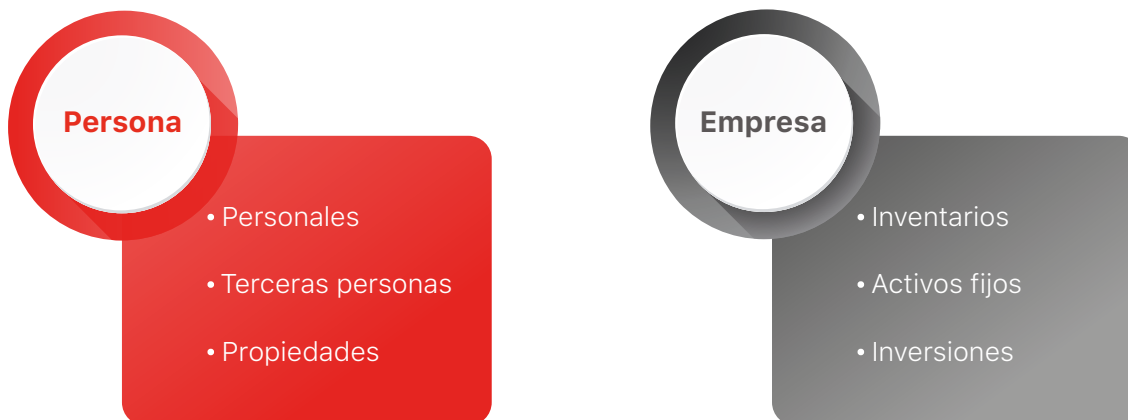 Persona
• Personales
• Terceras personas
• Propiedades
Empresa
• Inventarios
• Activos fijos
• Inversiones